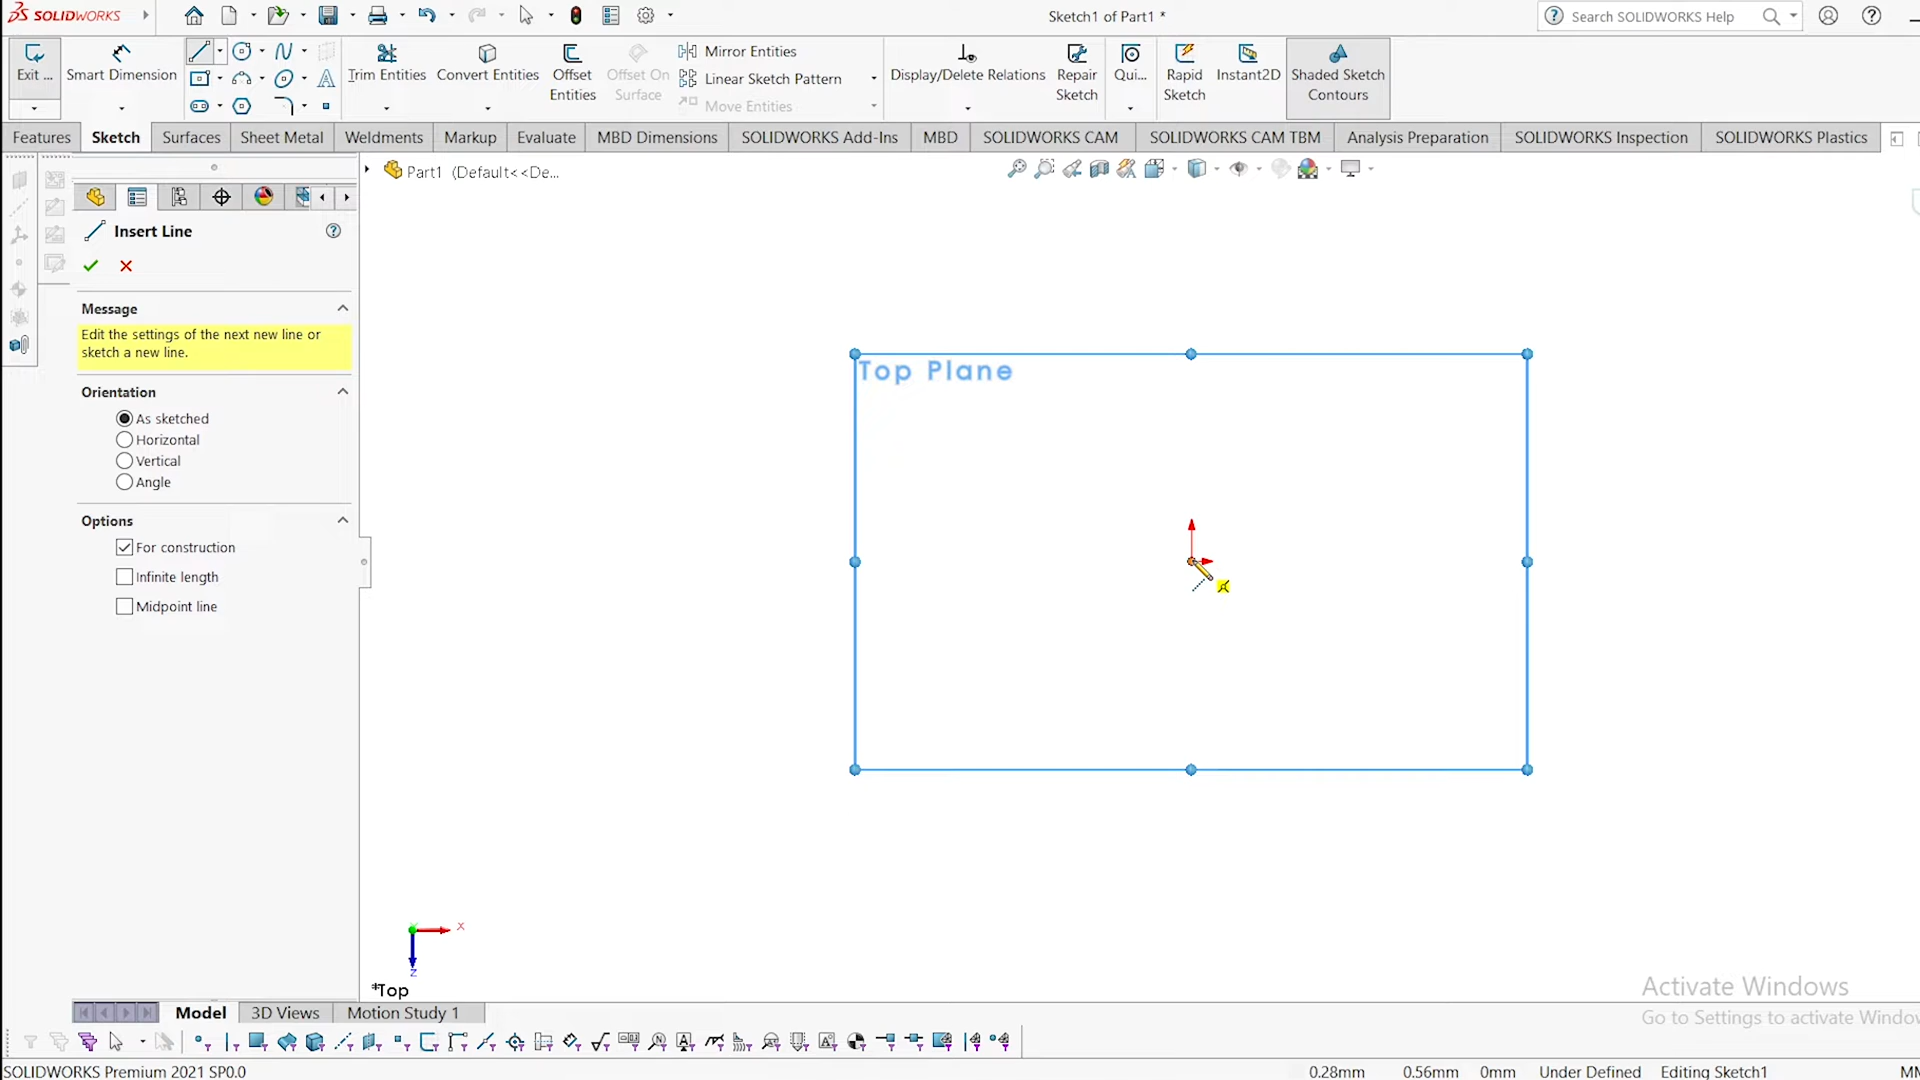 SOLIDWORKS
Sketch1 of Part1 *
Search SOLIDWORKS Help
Exit ...
Smart Dimension
Trim Entities
Convert Entities
Offset Entities
Offset On Surface
Mirror Entities
Linear Sketch Pattern
Move Entities
Display/Delete Relations
Repair Sketch
Qui...
Rapid Sketch
Instant2D
Shaded Sketch Contours
Features
Sketch
Surfaces
Sheet Metal
Weldments
Markup
Evaluate
MBD Dimensions
SOLIDWORKS Add-Ins
MBD
SOLIDWORKS CAM
SOLIDWORKS CAM TBM
Analysis Preparation
SOLIDWORKS Inspection
SOLIDWORKS Plastics
Part1 (Default<<De...
Insert Line
Message
Edit the settings of the next new line or
sketch a new line.
Orientation
As sketched
Horizontal
Vertical
Angle
Options
For construction
Infinite length
Midpoint line
Top Plane
X
Z
*Top
Activate Windows
Go to Settings to activate Window
Model
3D Views
Motion Study 1
SOLIDWORKS Premium 2021 SP0.0
0.28mm
0.56mm
0mm
Under Defined
Editing Sketch1